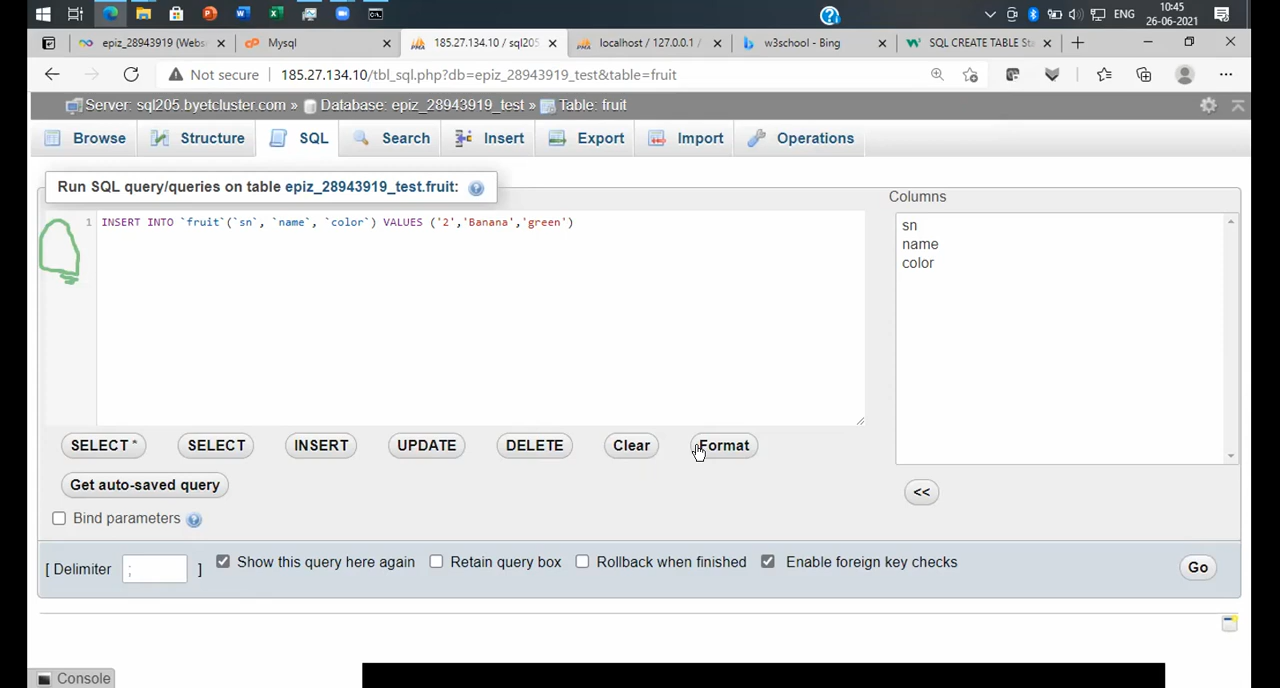 10:45
ENG
26-06-2021
epiz_28943919 (Webs
Mysql
185.27.134.10 / sql205
localhost / 127.0.0.1 /
w3school - Bing
SQL CREATE TABLE Sta
Not secure
185.27.134.10/tbl_sql.php?db=epiz_28943919_test&table=fruit
Server: sql205.byetcluster.com » Database: epiz_28943919_test » Table: fruit
Browse
Structure
SQL
Search
Insert
Export
Import
Operations
Run SQL query/queries on table epiz_28943919_test.fruit:
Columns
1 INSERT INTO `fruit`(`sn`, `name`, `color`) VALUES ('2','Banana','green')
sn
name
color
SELECT *
SELECT
INSERT
UPDATE
DELETE
Clear
Format
Get auto-saved query
<<
Bind parameters
[ Delimiter ; ]
Show this query here again
Retain query box
Rollback when finished
Enable foreign key checks
Go
Console